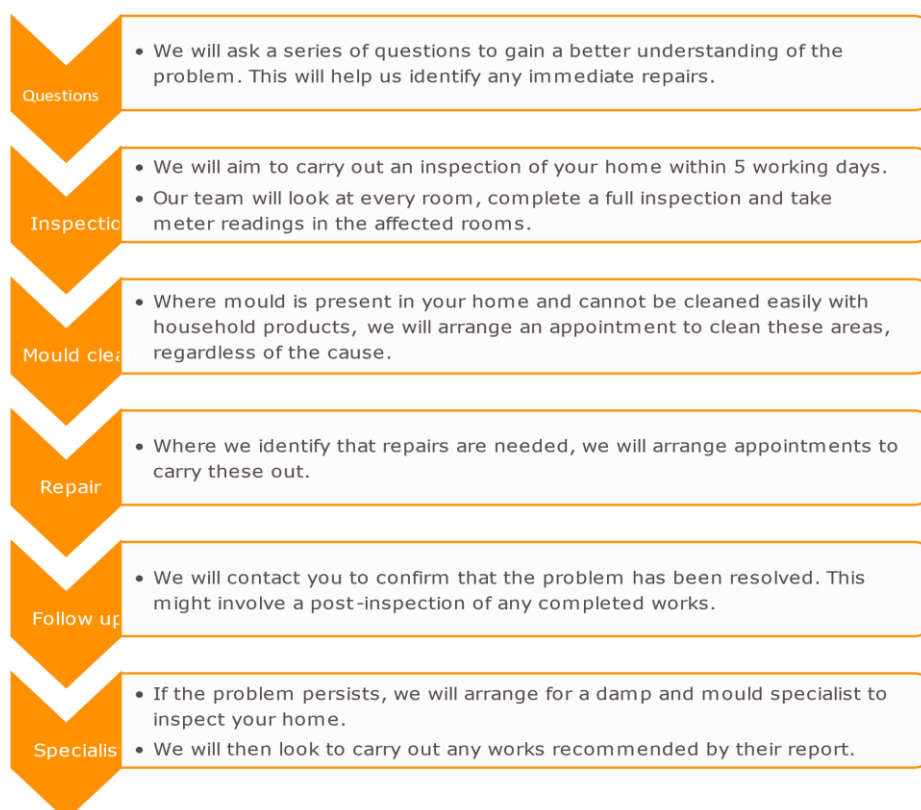 • We will ask a series of questions to gain a better understanding of the
problem. This will help us identify any immediate repairs.
Questions
• We will aim to carry out an inspection of your home within 5 working days.
• Our team will look at every room, complete a full inspection and take
meter readings in the affected rooms.
Inspectio
• Where mould is present in your home and cannot be cleaned easily with
household products, we will arrange an appointment to clean these areas,
regardless of the cause.
Mould clea
• Where we identify that repairs are needed, we will arrange appointments to
carry these out.
Repair
• We will contact you to confirm that the problem has been resolved. This
might involve a post-inspection of any completed works.
Follow up
• If the problem persists, we will arrange for a damp and mould specialist to
inspect your home.
• We will then look to carry out any works recommended by their report.
Specialis